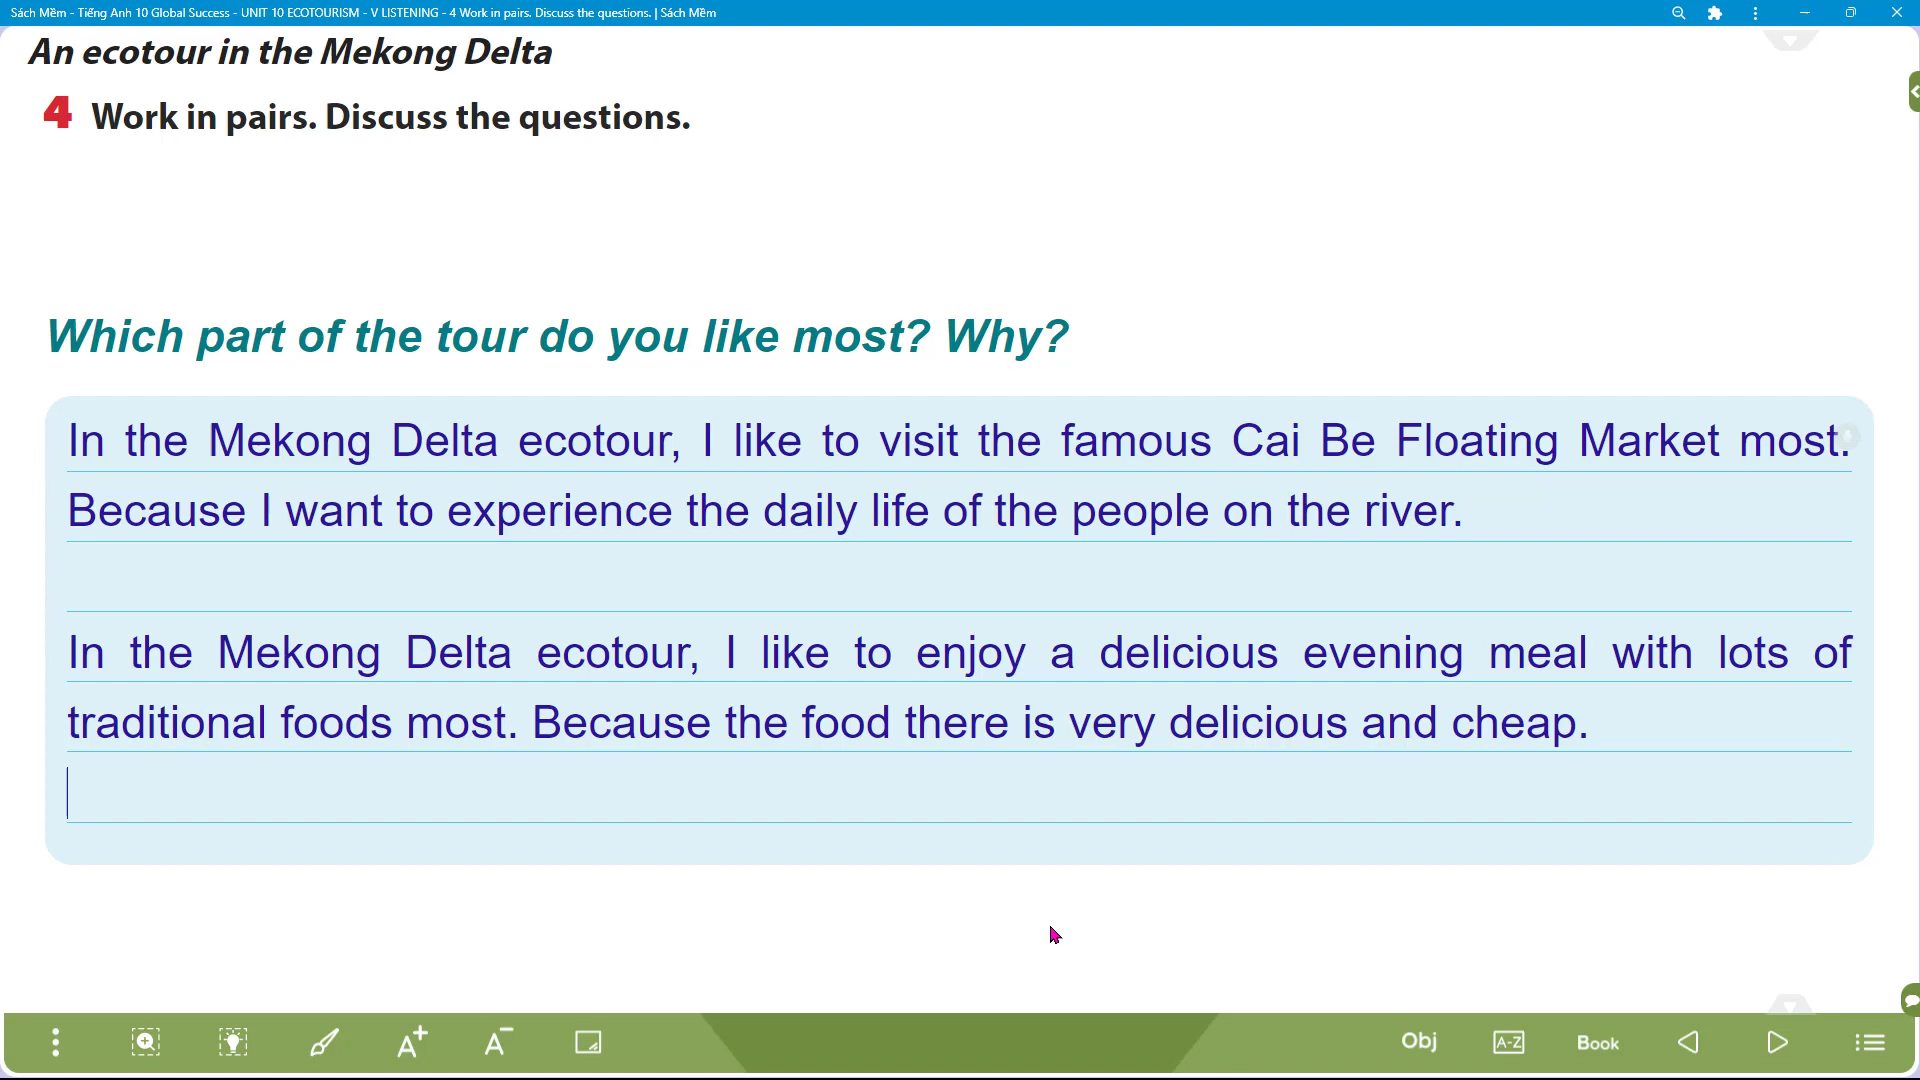 Sách Mềm - Tiếng Anh 10 Global Success - UNIT 10 ECOTOURISM - V LISTENING - 4 Work in pairs. Discuss the questions. | Sách Mềm
An ecotour in the Mekong Delta
4 Work in pairs. Discuss the questions.
Which part of the tour do you like most? Why?
In the Mekong Delta ecotour, I like to visit the famous Cai Be Floating Market most.
Because I want to experience the daily life of the people on the river.
In the Mekong Delta ecotour, I like to enjoy a delicious evening meal with lots of
traditional foods most. Because the food there is very delicious and cheap.
A+ A- Obj A-Z Book